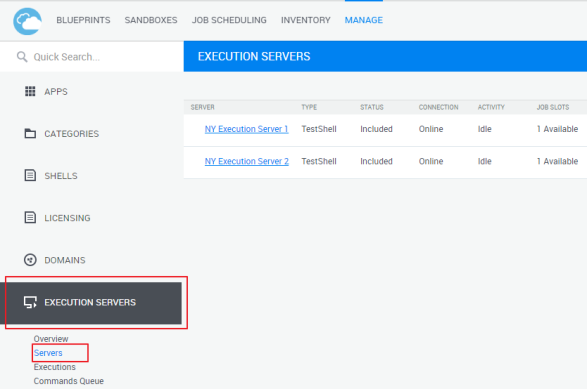 BLUEPRINTS SANDBOXES JOB SCHEDULING INVENTORY MANAGE
Quick Search...
EXECUTION SERVERS
APPS
CATEGORIES
SHELLS
LICENSING
DOMAINS
EXECUTION SERVERS
Overview
Servers
Executions
Commands Queue
SERVER TYPE STATUS CONNECTION ACTIVITY JOB SLOTS
NY Execution Server 1 TestShell Included Online Idle 1 Available
NY Execution Server 2 TestShell Included Online Idle 1 Available